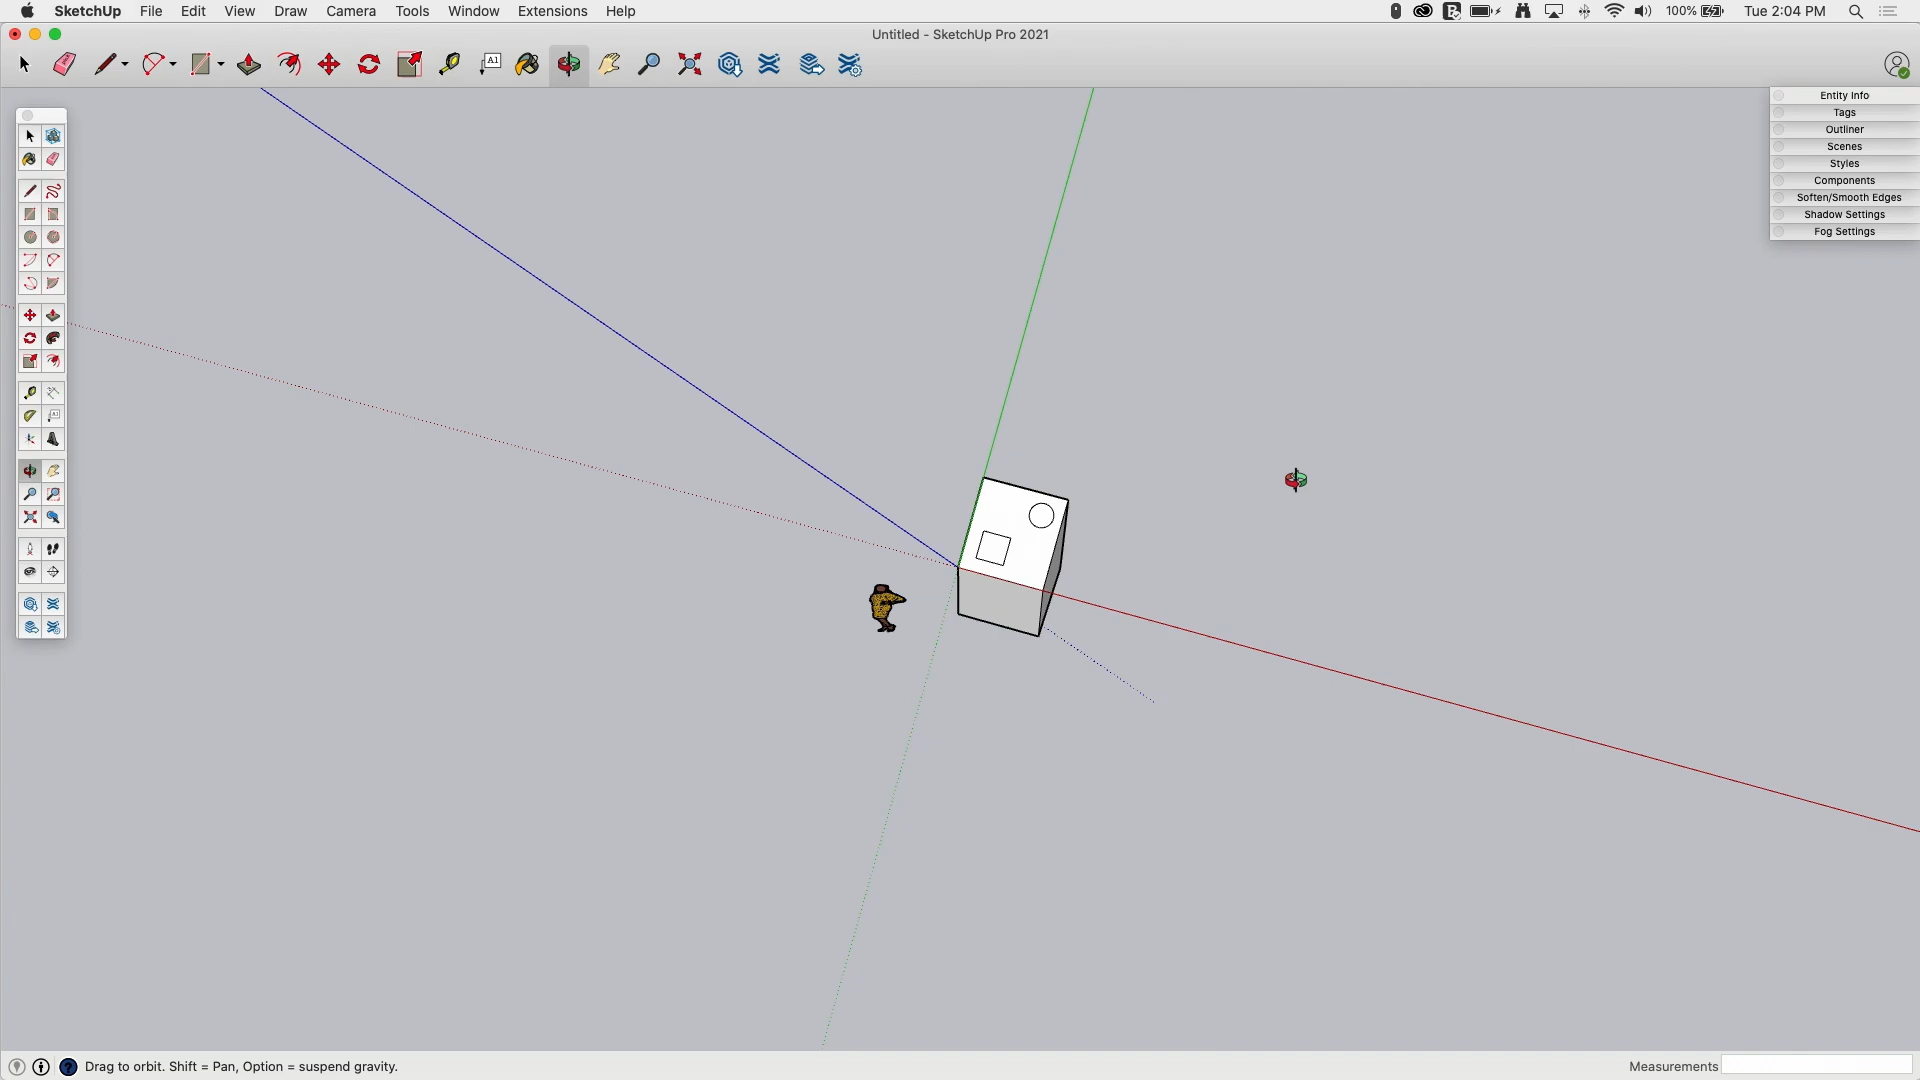 SketchUp File Edit View Draw Camera Tools Window Extensions Help 100% Tue 2:04 PM
Untitled - SketchUp Pro 2021
A1
Entity Info
Tags
Outliner
Scenes
Styles
Components
Soften/Smooth Edges
Shadow Settings
Fog Settings
Drag to orbit. Shift = Pan, Option = suspend gravity. Measurements